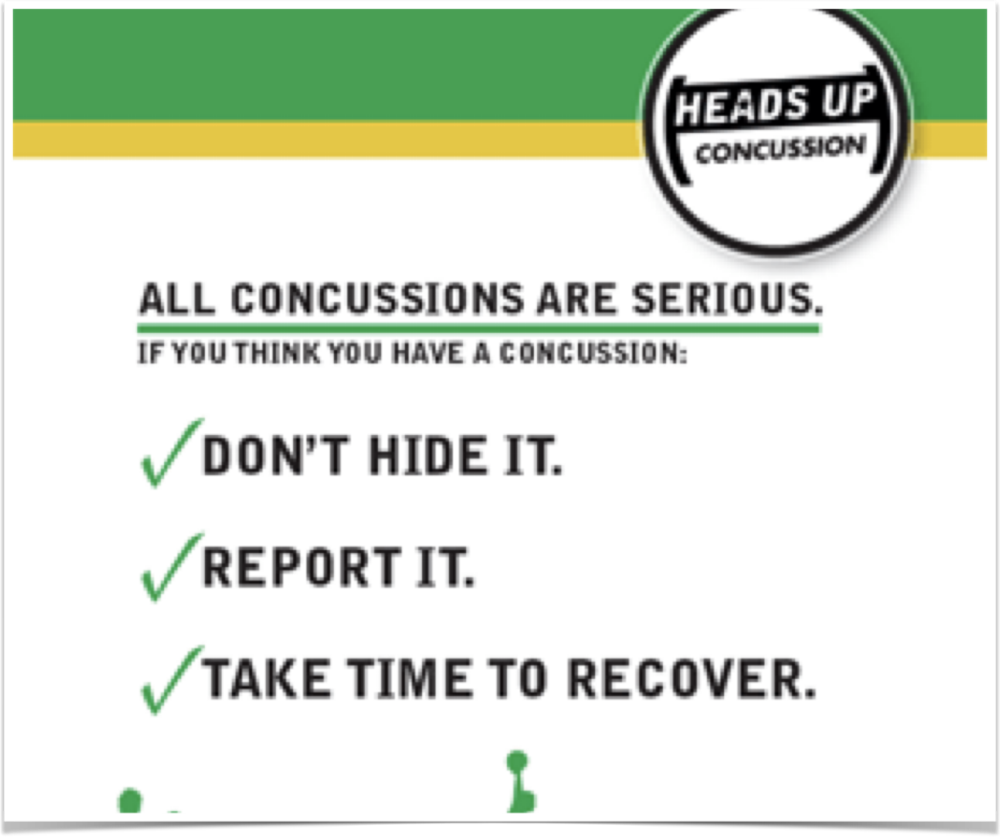 HEADS UP
CONCUSSION
ALL CONCUSSIONS ARE SERIOUS.
IF YOU THINK YOU HAVE A CONCUSSION:
DON'T HIDE IT.
REPORT IT.
TAKE TIME TO RECOVER.